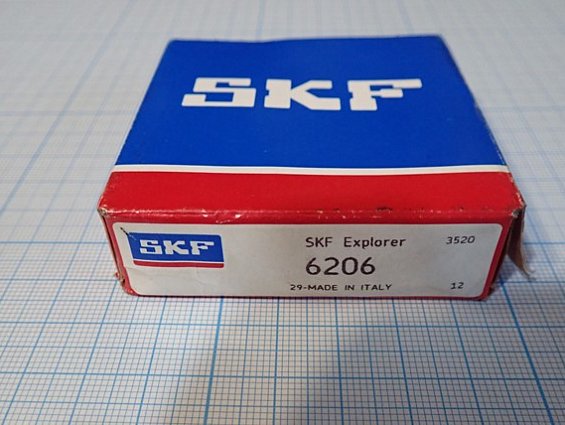 SKF
SKF
SKF Explorer 3520
6206
29-MADE IN ITALY 12